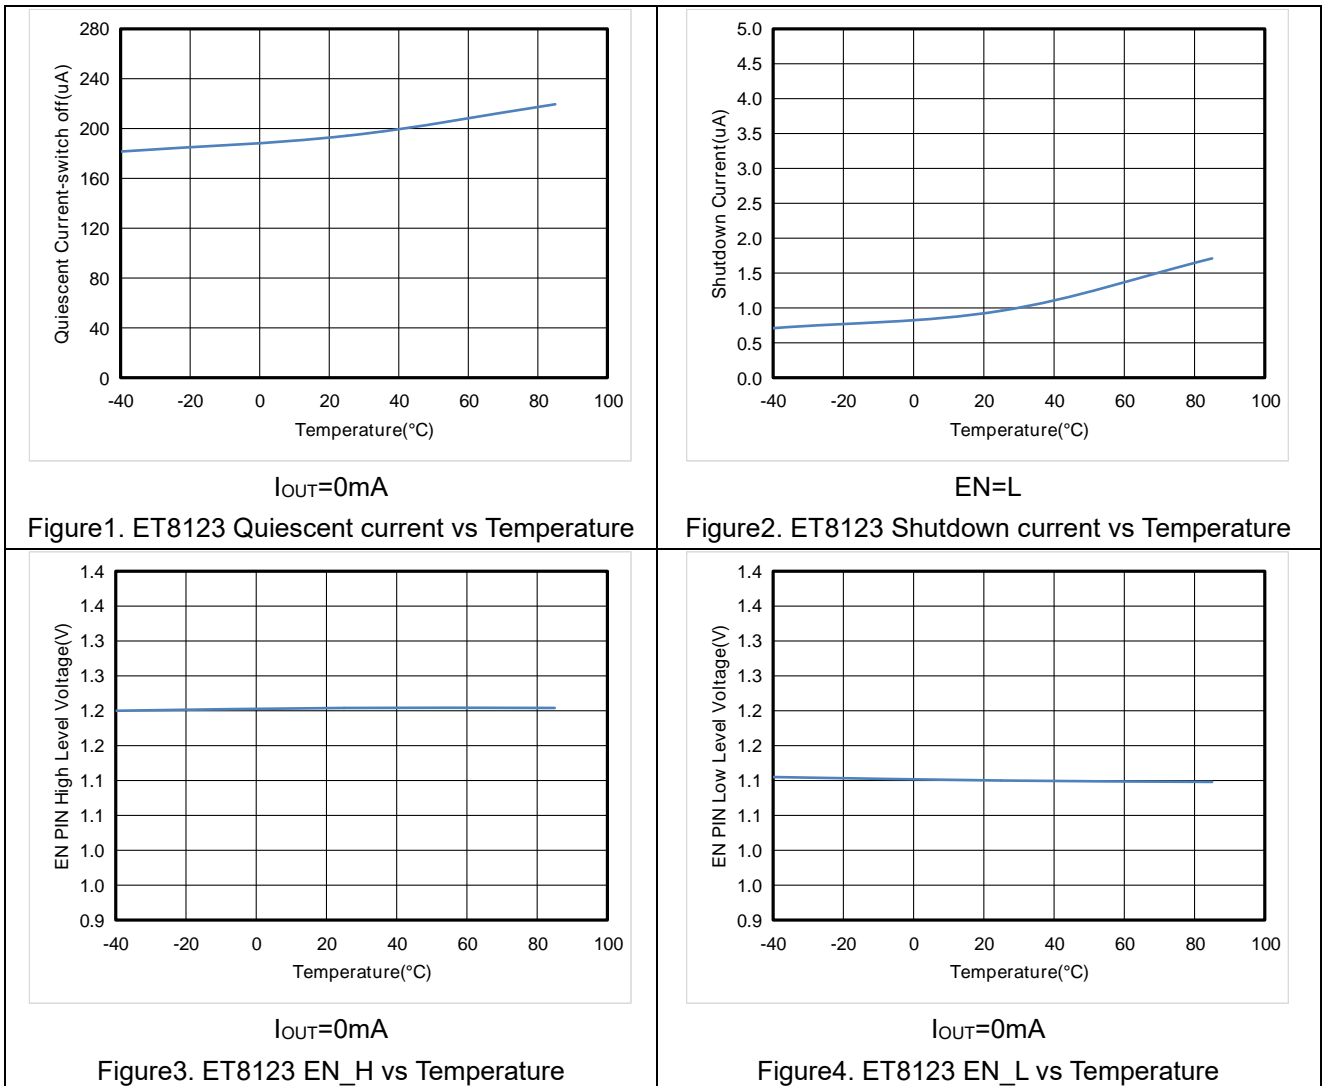 280
240
200
160
120
80
40
0
Quiescent Current-switch off(uA)
-40 -20 0 20 40 60 80 100
Temperature(°C)
IOUT=0mA
Figure1. ET8123 Quiescent current vs Temperature
5.0
4.5
4.0
3.5
3.0
2.5
2.0
1.5
1.0
0.5
0.0
Shutdown Current(uA)
-40 -20 0 20 40 60 80 100
Temperature(°C)
EN=L
Figure2. ET8123 Shutdown current vs Temperature
1.4
1.4
1.3
1.3
1.2
1.2
1.1
1.1
1.0
1.0
0.9
EN PIN High Level Voltage(V)
-40 -20 0 20 40 60 80 100
Temperature(°C)
IOUT=0mA
Figure3. ET8123 EN_H vs Temperature
1.4
1.4
1.3
1.3
1.2
1.2
1.1
1.1
1.0
1.0
0.9
EN PIN Low Level Voltage(V)
-40 -20 0 20 40 60 80 100
Temperature(°C)
IOUT=0mA
Figure4. ET8123 EN_L vs Temperature